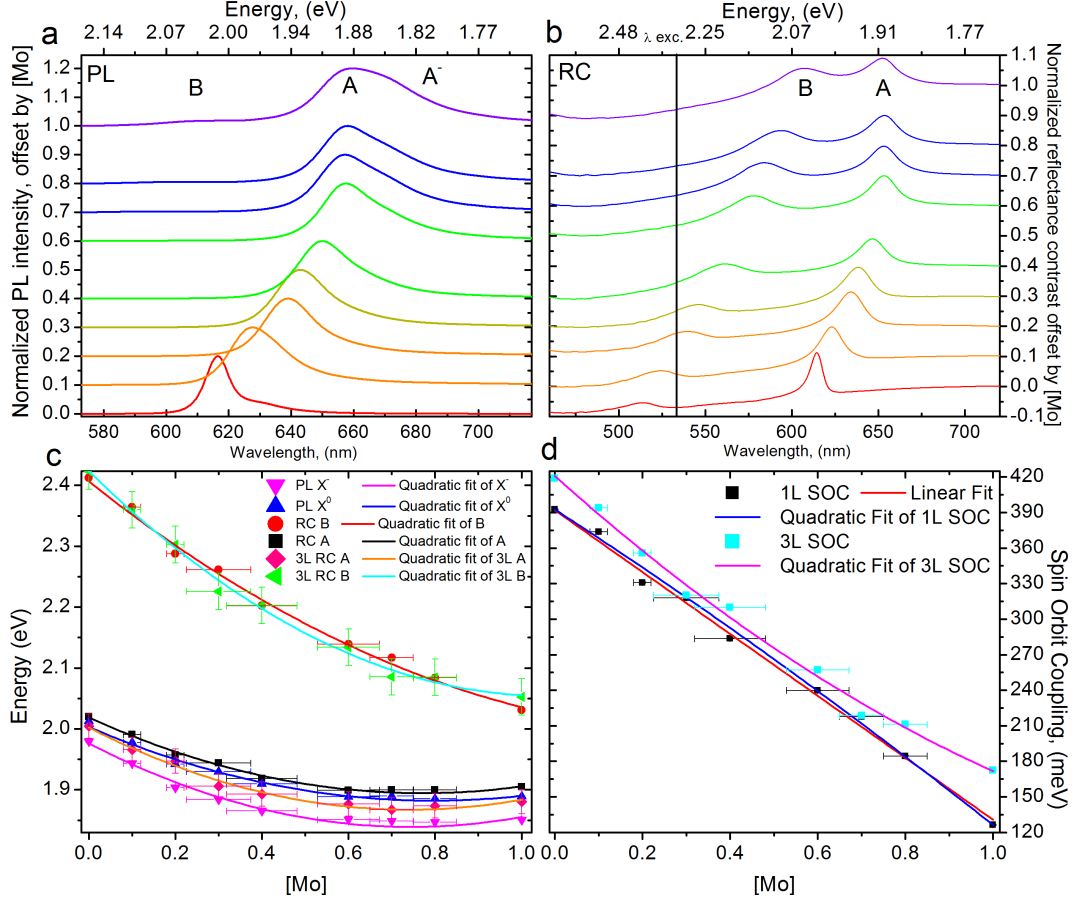 Energy, (eV)
2.14 2.07 2.00 1.94 1.88 1.82 1.77
a
PL
B
A
A-
Normalized PL intensity, offset by [Mo]
1.2
1.0
0.9
0.8
0.7
0.6
0.5
0.4
0.3
0.2
0.1
0.0
580 600 620 640 660 680 700
Wavelength, (nm)
Energy, (eV)
2.48 λ exc. 2.25 2.07 1.91 1.77
b
RC
B
A
Normalized reflectance contrast offset by [Mo]
1.1
1.0
0.9
0.8
0.7
0.6
0.5
0.4
0.3
0.2
0.1
0.0
-0.1
500 550 600 650 700
Wavelength, (nm)
c
PL X- Quadratic fit of X-
PL X0 Quadratic fit of X0
RC B Quadratic fit of B
RC A Quadratic fit of A
3L RC A Quadratic fit of 3L A
3L RC B Quadratic fit of 3L B
Energy (eV)
2.4
2.3
2.2
2.1
2.0
1.9
0.0 0.2 0.4 0.6 0.8 1.0
[Mo]
d
1L SOC Linear Fit
Quadratic Fit of 1L SOC
3L SOC
Quadratic Fit of 3L SOC
Spin Orbit Coupling, (meV)
420
390
360
330
300
270
240
210
180
150
120
0.0 0.2 0.4 0.6 0.8 1.0
[Mo]